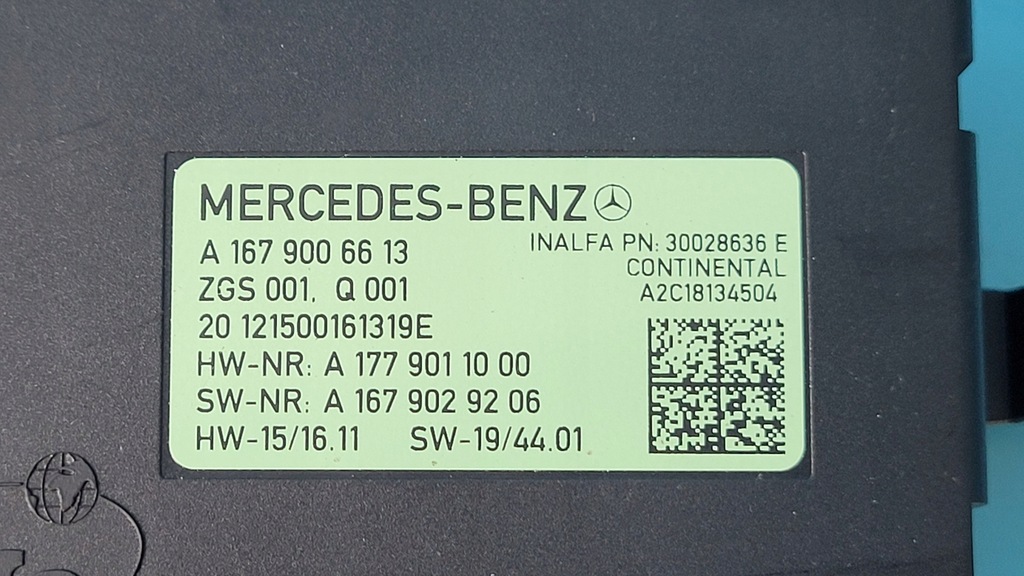 MERCEDES-BENZ
A 167 900 66 13
ZGS 001, Q 001
20 121500161319E
HW-NR: A 177 901 10 00
SW-NR: A 167 902 92 06
HW-15/16.11 SW-19/44.01
INALFA PN: 30028636 E
CONTINENTAL
A2C18134504